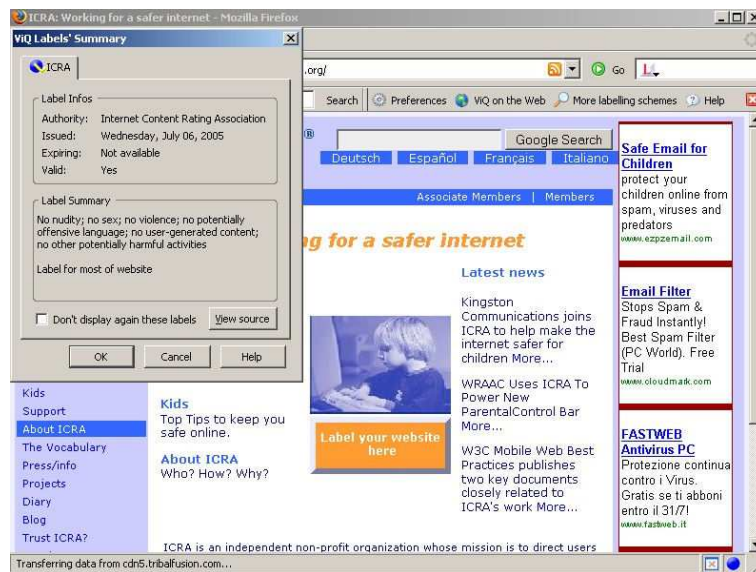 ICRA: Working for a safer internet - Mozilla Firefox
ViQ Labels' Summary
ICRA
Label Infos
Authority: Internet Content Rating Association
Issued: Wednesday, July 06, 2005
Expiring: Not available
Valid: Yes
Label Summary
No nudity; no sex; no violence; no potentially
offensive language; no user-generated content;
no other potentially harmful activities
Label for most of website
Don't display again these labels
View source
OK Cancel Help
.org/
Go
Search Preferences ViQ on the Web More labelling schemes Help
®
Google Search
Deutsch Español Français Italiano
Associate Members | Members
ng for a safer internet
Latest news
Kingston
Communications joins
ICRA to help make the
internet safer for
children More...
WRAAC Uses ICRA To
Power New
ParentalControl Bar
More...
W3C Mobile Web Best
Practices publishes
two key documents
closely related to
ICRA's work More...
Kids
Support
About ICRA
The Vocabulary
Press/info
Projects
Diary
Blog
Trust ICRA?
Kids
Top Tips to keep you
safe online.
About ICRA
Who? How? Why?
Label your website
here
ICRA is an independent non-profit organization whose mission is to direct users
Safe Email for
Children
protect your
children online from
spam, viruses and
predators
www.ezpzemail.com
Email Filter
Stops Spam &
Fraud Instantly!
Best Spam Filter
(PC World). Free
Trial
www.cloudmark.com
FASTWEB
Antivirus PC
Protezione continua
contro i Virus.
Gratis se ti abboni
entro il 31/7!
www.fastweb.it
Transferring data from cdn5.tribalfusion.com...